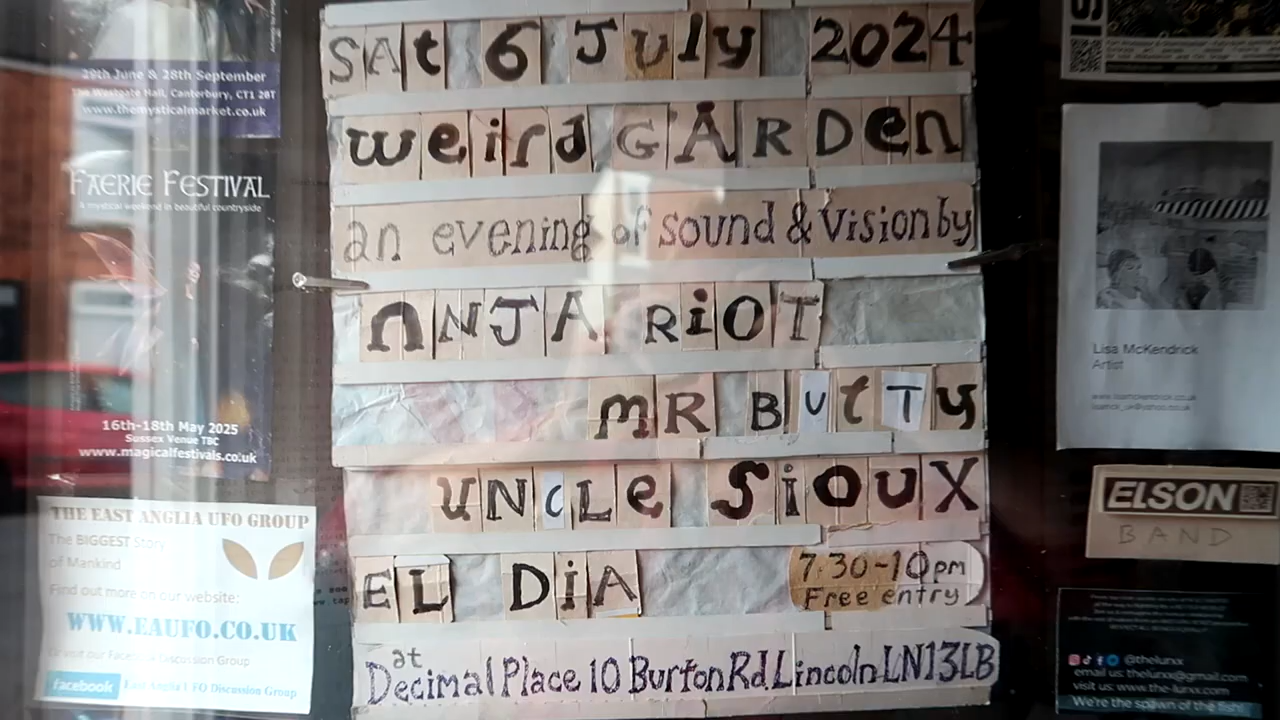 29th June & 28th September
The Westgate Hall, Canterbury, CT1 2BT
www.themysticalmarket.co.uk
FAERIE FESTIVAL
A mystical weekend in beautiful countryside
16th-18th May 2025
Sussex Venue TBC
www.magicalfestivals.co.uk
THE EAST ANGLIA UFO GROUP
The BIGGEST Story
of Mankind
Find out more on our website:
WWW.EAUFO.CO.UK
Or visit our Facebook Discussion Group
facebook East Anglia UFO Discussion Group
SAt 6 July 2024
weird GARDen
an evening of sound & Vision by
ANJA RiOT
mR BUtTy
UNCLe SiOUX
EL DiA
7.30-10pm
Free entry
at
Decimal Place 10 Burton Rd Lincoln LN13LB
Lisa McKendrick
Artist
ELSON
BAND
@thelurxx
email us: thelurxx@gmail.com
visit us: www.the-lurxx.com
We're the spawn of the fish!